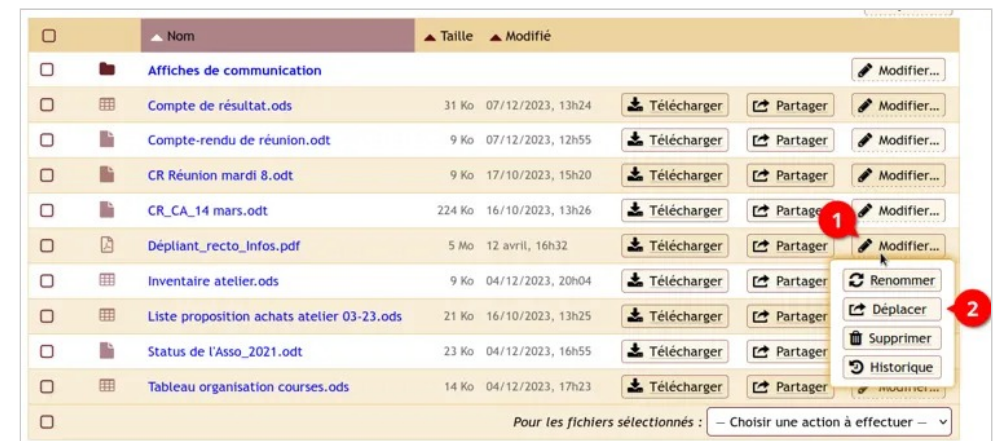 Nom Taille Modifié
Affiches de communication Modifier...
Compte de résultat.ods 31 Ko 07/12/2023, 13h24 Télécharger Partager Modifier...
Compte-rendu de réunion.odt 9 Ko 07/12/2023, 12h55 Télécharger Partager Modifier...
CR Réunion mardi 8.odt 9 Ko 17/10/2023, 15h20 Télécharger Partager Modifier...
CR_CA_14 mars.odt 224 Ko 16/10/2023, 13h26 Télécharger Partage Modifier...
1
Dépliant_recto_Infos.pdf 5 Mo 12 avril, 16h32 Télécharger Partager Modifier...
Inventaire atelier.ods 9 Ko 04/12/2023, 20h04 Télécharger Partager Renommer
Liste proposition achats atelier 03-23.ods 21 Ko 16/10/2023, 13h25 Télécharger Partager Déplacer 2
Status de l'Asso_2021.odt 23 Ko 04/12/2023, 16h55 Télécharger Partager Supprimer
Historique
Tableau organisation courses.ods 14 Ko 04/12/2023, 17h23 Télécharger Partager Modifier...
Pour les fichiers sélectionnés : — Choisir une action à effectuer —